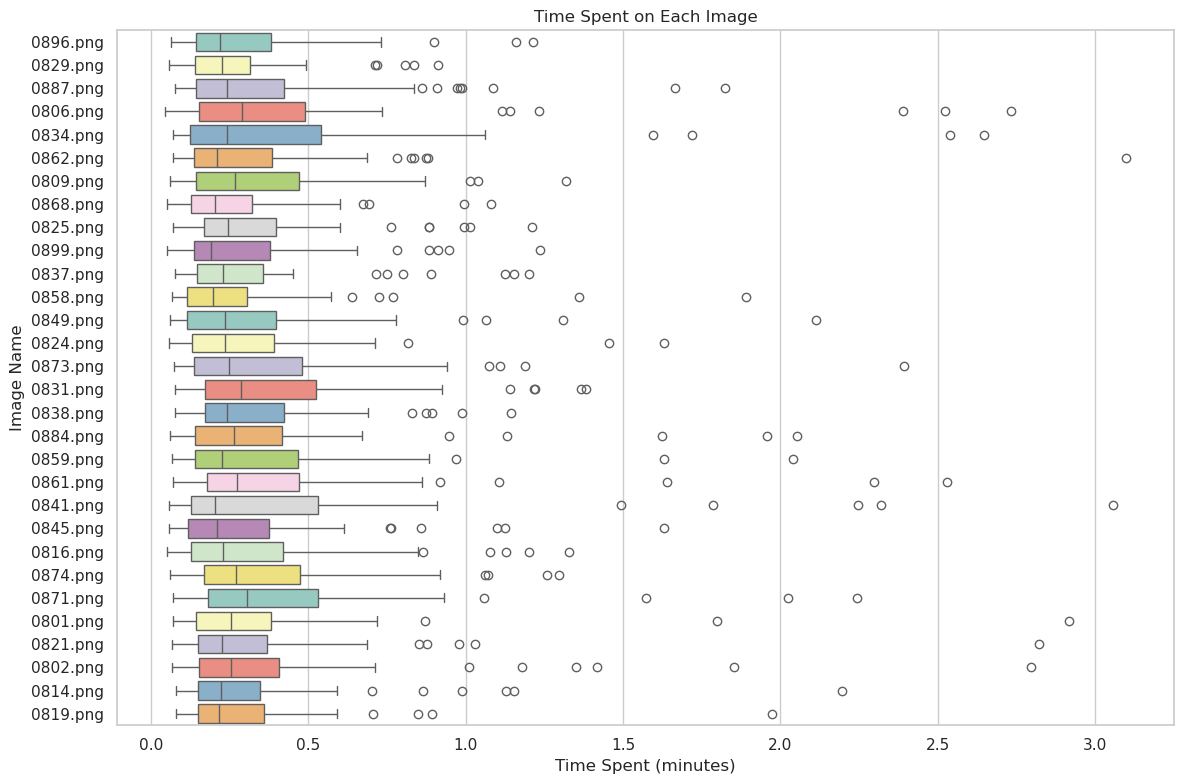 Time Spent on Each Image
Image Name
0896.png
0829.png
0887.png
0806.png
0834.png
0862.png
0809.png
0868.png
0825.png
0899.png
0837.png
0858.png
0849.png
0824.png
0873.png
0831.png
0838.png
0884.png
0859.png
0861.png
0841.png
0845.png
0816.png
0874.png
0871.png
0801.png
0821.png
0802.png
0814.png
0819.png
0.0 0.5 1.0 1.5 2.0 2.5 3.0
Time Spent (minutes)